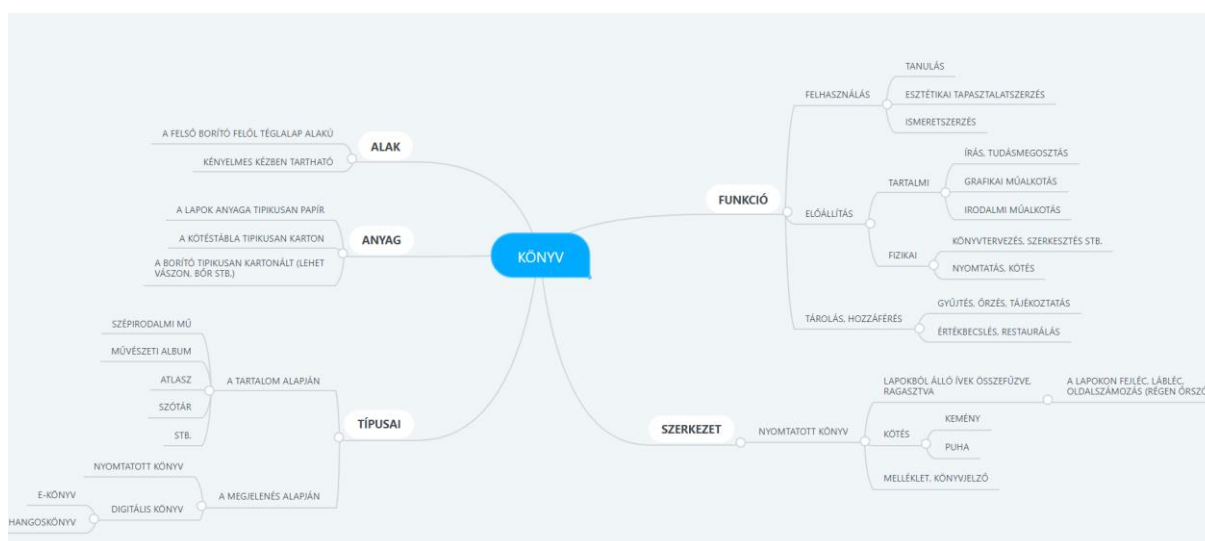 KÖNYV
ALAK
A FELSŐ BORÍTÓ FELŐL TÉGLALAP ALAKÚ
KÉNYELMES KÉZBEN TARTHATÓ
ANYAG
A LAPOK ANYAGA TIPIKUSAN PAPÍR
A KÖTÉSTÁBLA TIPIKUSAN KARTON
A BORÍTÓ TIPIKUSAN KARTONÁLT (LEHET
VÁSZON, BŐR STB.)
TÍPUSAI
A TARTALOM ALAPJÁN
SZÉPIRODALMI MŰ
MŰVÉSZETI ALBUM
ATLASZ
SZÓTÁR
STB.
A MEGJELENÉS ALAPJÁN
NYOMTATOTT KÖNYV
DIGITÁLIS KÖNYV
E-KÖNYV
HANGOSKÖNYV
FUNKCIÓ
FELHASZNÁLÁS
TANULÁS
ESZTÉTIKAI TAPASZTALATSZERZÉS
ISMERETSZERZÉS
ELŐÁLLÍTÁS
TARTALMI
ÍRÁS, TUDÁSMEGOSZTÁS
GRAFIKAI MŰALKOTÁS
IRODALMI MŰALKOTÁS
FIZIKAI
KÖNYVTERVEZÉS, SZERKESZTÉS STB.
NYOMTATÁS, KÖTÉS
TÁROLÁS, HOZZÁFÉRÉS
GYŰJTÉS, ŐRZÉS, TÁJÉKOZTATÁS
ÉRTÉKBECSLÉS, RESTAURÁLÁS
SZERKEZET
NYOMTATOTT KÖNYV
LAPOKBÓL ÁLLÓ ÍVEK ÖSSZEFŰZVE,
RAGASZTVA
A LAPOKON FEJLÉC, LÁBLÉC,
OLDALSZÁMOZÁS (RÉGEN ŐRSZÓ
KÖTÉS
KEMÉNY
PUHA
MELLÉKLET, KÖNYVJELZŐ